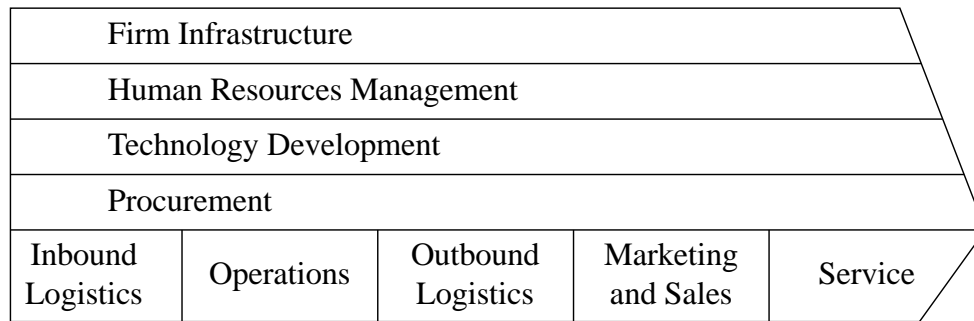 Firm Infrastructure
Human Resources Management
Technology Development
Procurement
Inbound
Logistics
Operations
Outbound
Logistics
Marketing
and Sales
Service